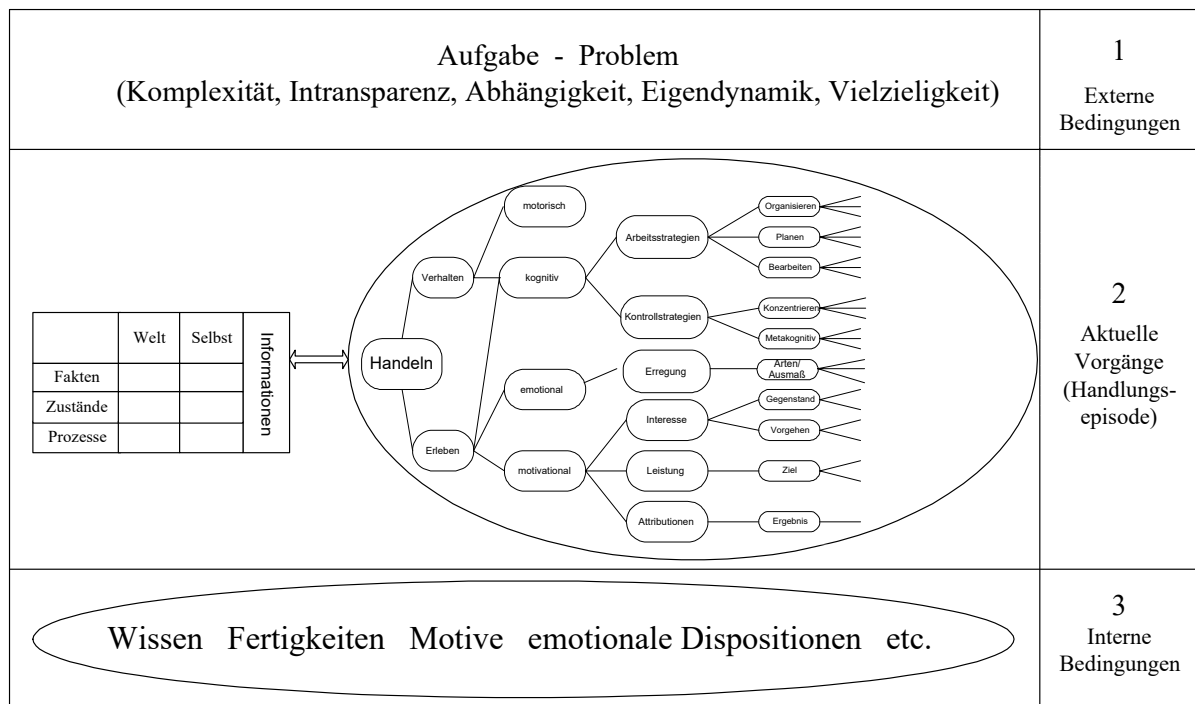 Aufgabe - Problem
(Komplexität, Intransparenz, Abhängigkeit, Eigendynamik, Vielzieligkeit)
1
Externe
Bedingungen
Welt
Selbst
Informationen
Fakten
Zustände
Prozesse
Handeln
Verhalten
Erleben
motorisch
kognitiv
emotional
motivational
Arbeitsstrategien
Kontrollstrategien
Erregung
Interesse
Leistung
Attributionen
Organisieren
Planen
Bearbeiten
Konzentrieren
Metakognitiv
Arten/
Ausmaß
Gegenstand
Vorgehen
Ziel
Ergebnis
2
Aktuelle
Vorgänge
(Handlungs-
episode)
Wissen Fertigkeiten Motive emotionale Dispositionen etc.
3
Interne
Bedingungen